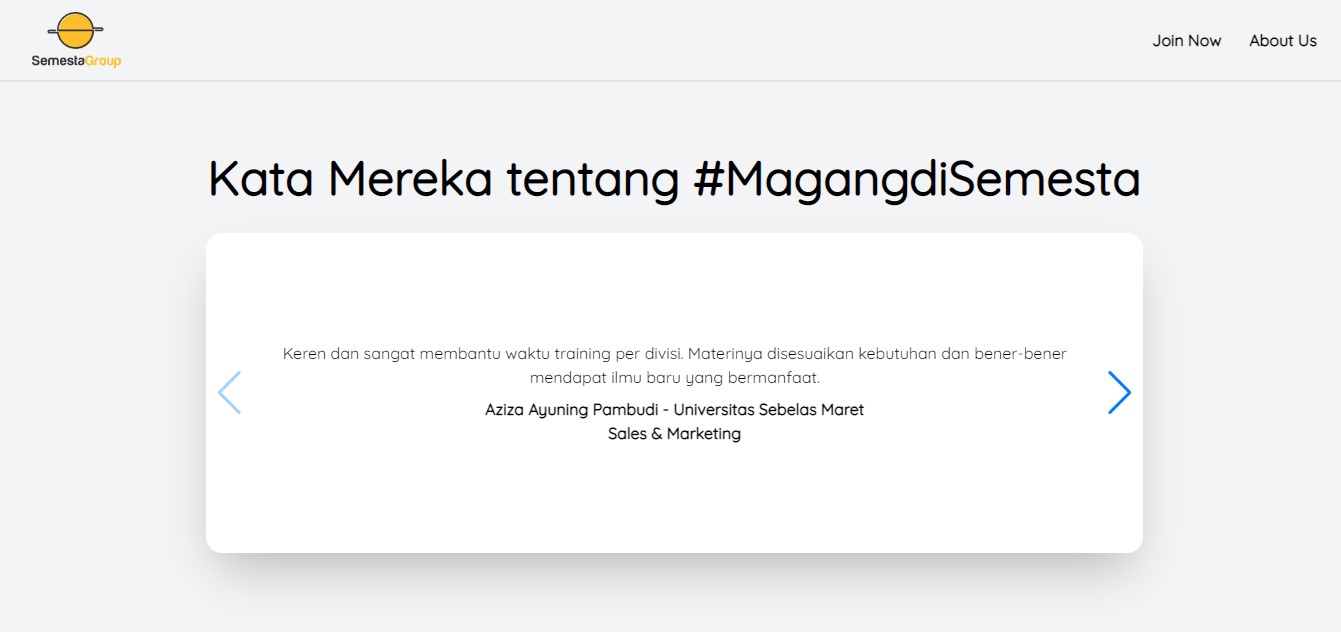 SemestaGroup
Join Now
About Us
Kata Mereka tentang #MagangdiSemesta
Keren dan sangat membantu waktu training per divisi. Materinya disesuaikan kebutuhan dan bener-bener
mendapat ilmu baru yang bermanfaat.
Aziza Ayuning Pambudi - Universitas Sebelas Maret
Sales & Marketing